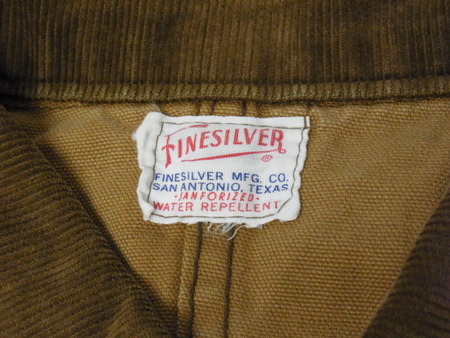 FINESILVER
®
FINESILVER MFG. CO.
SAN ANTONIO, TEXAS
·SANFORIZED·
WATER REPELLENT